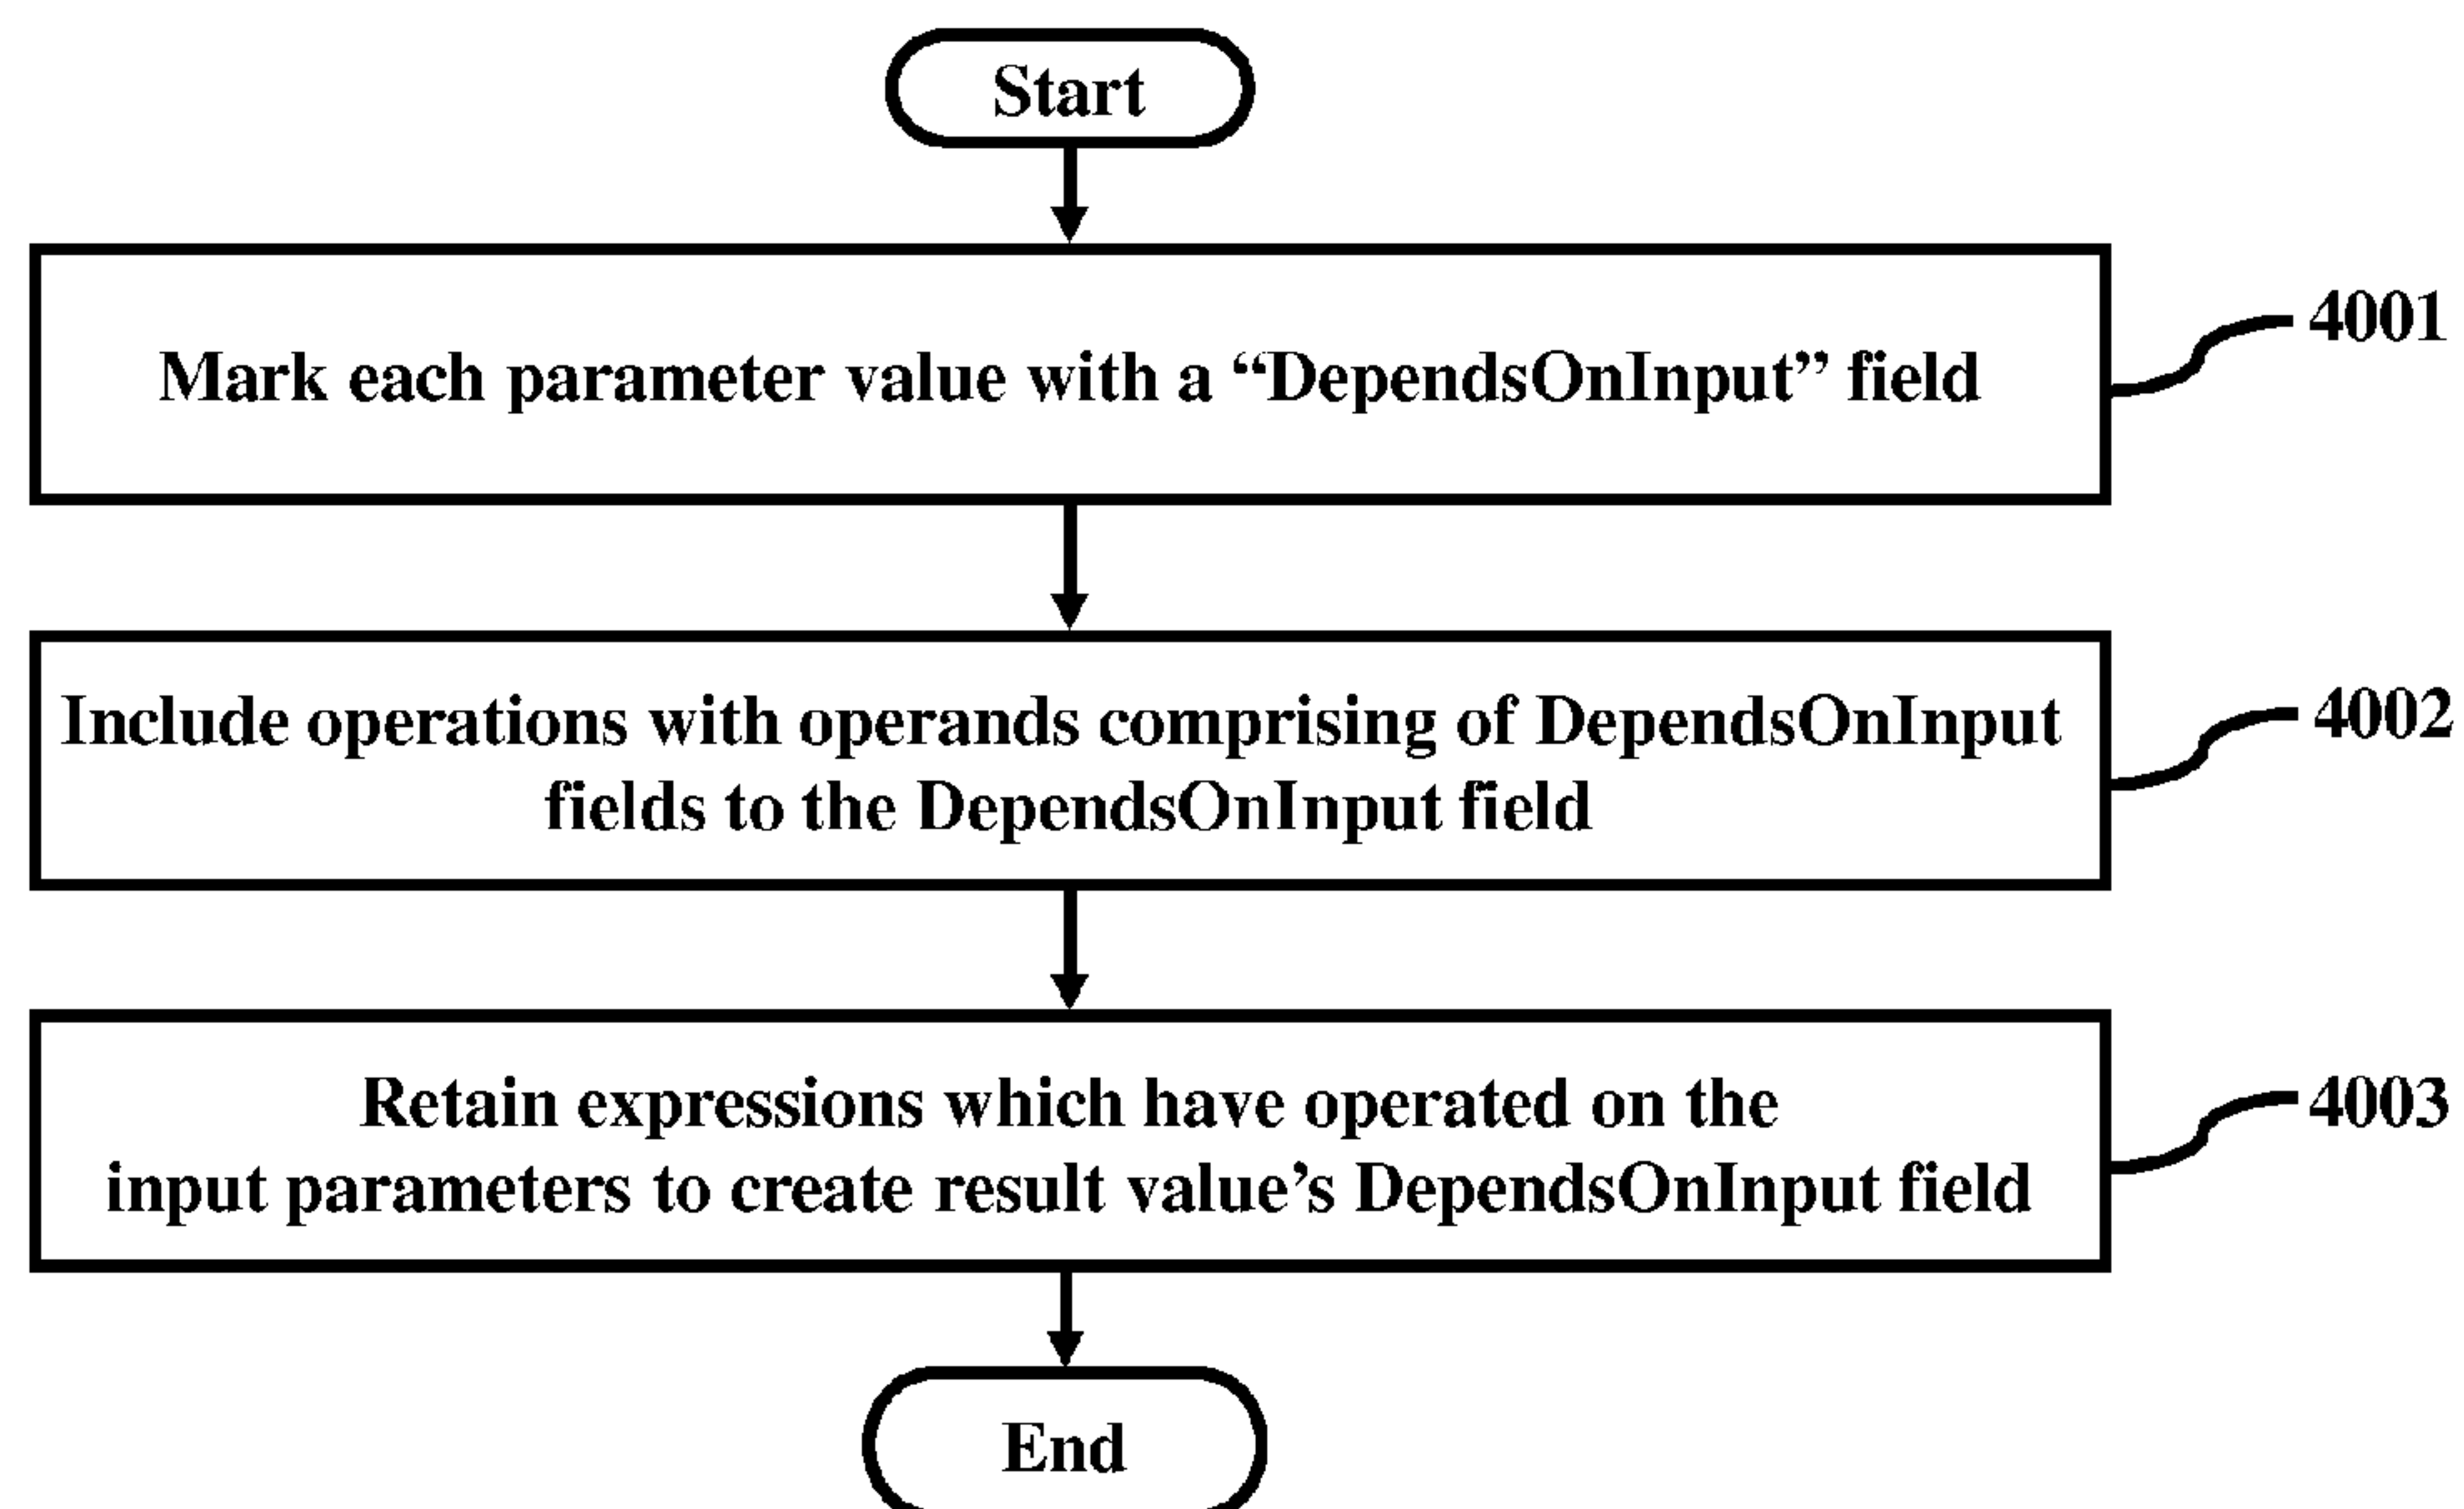 Start
Mark each parameter value with a “DependsOnInput” field
4001
Include operations with operands comprising of DependsOnInput
fields to the DependsOnInput field
4002
Retain expressions which have operated on the
input parameters to create result value’s DependsOnInput field
4003
End